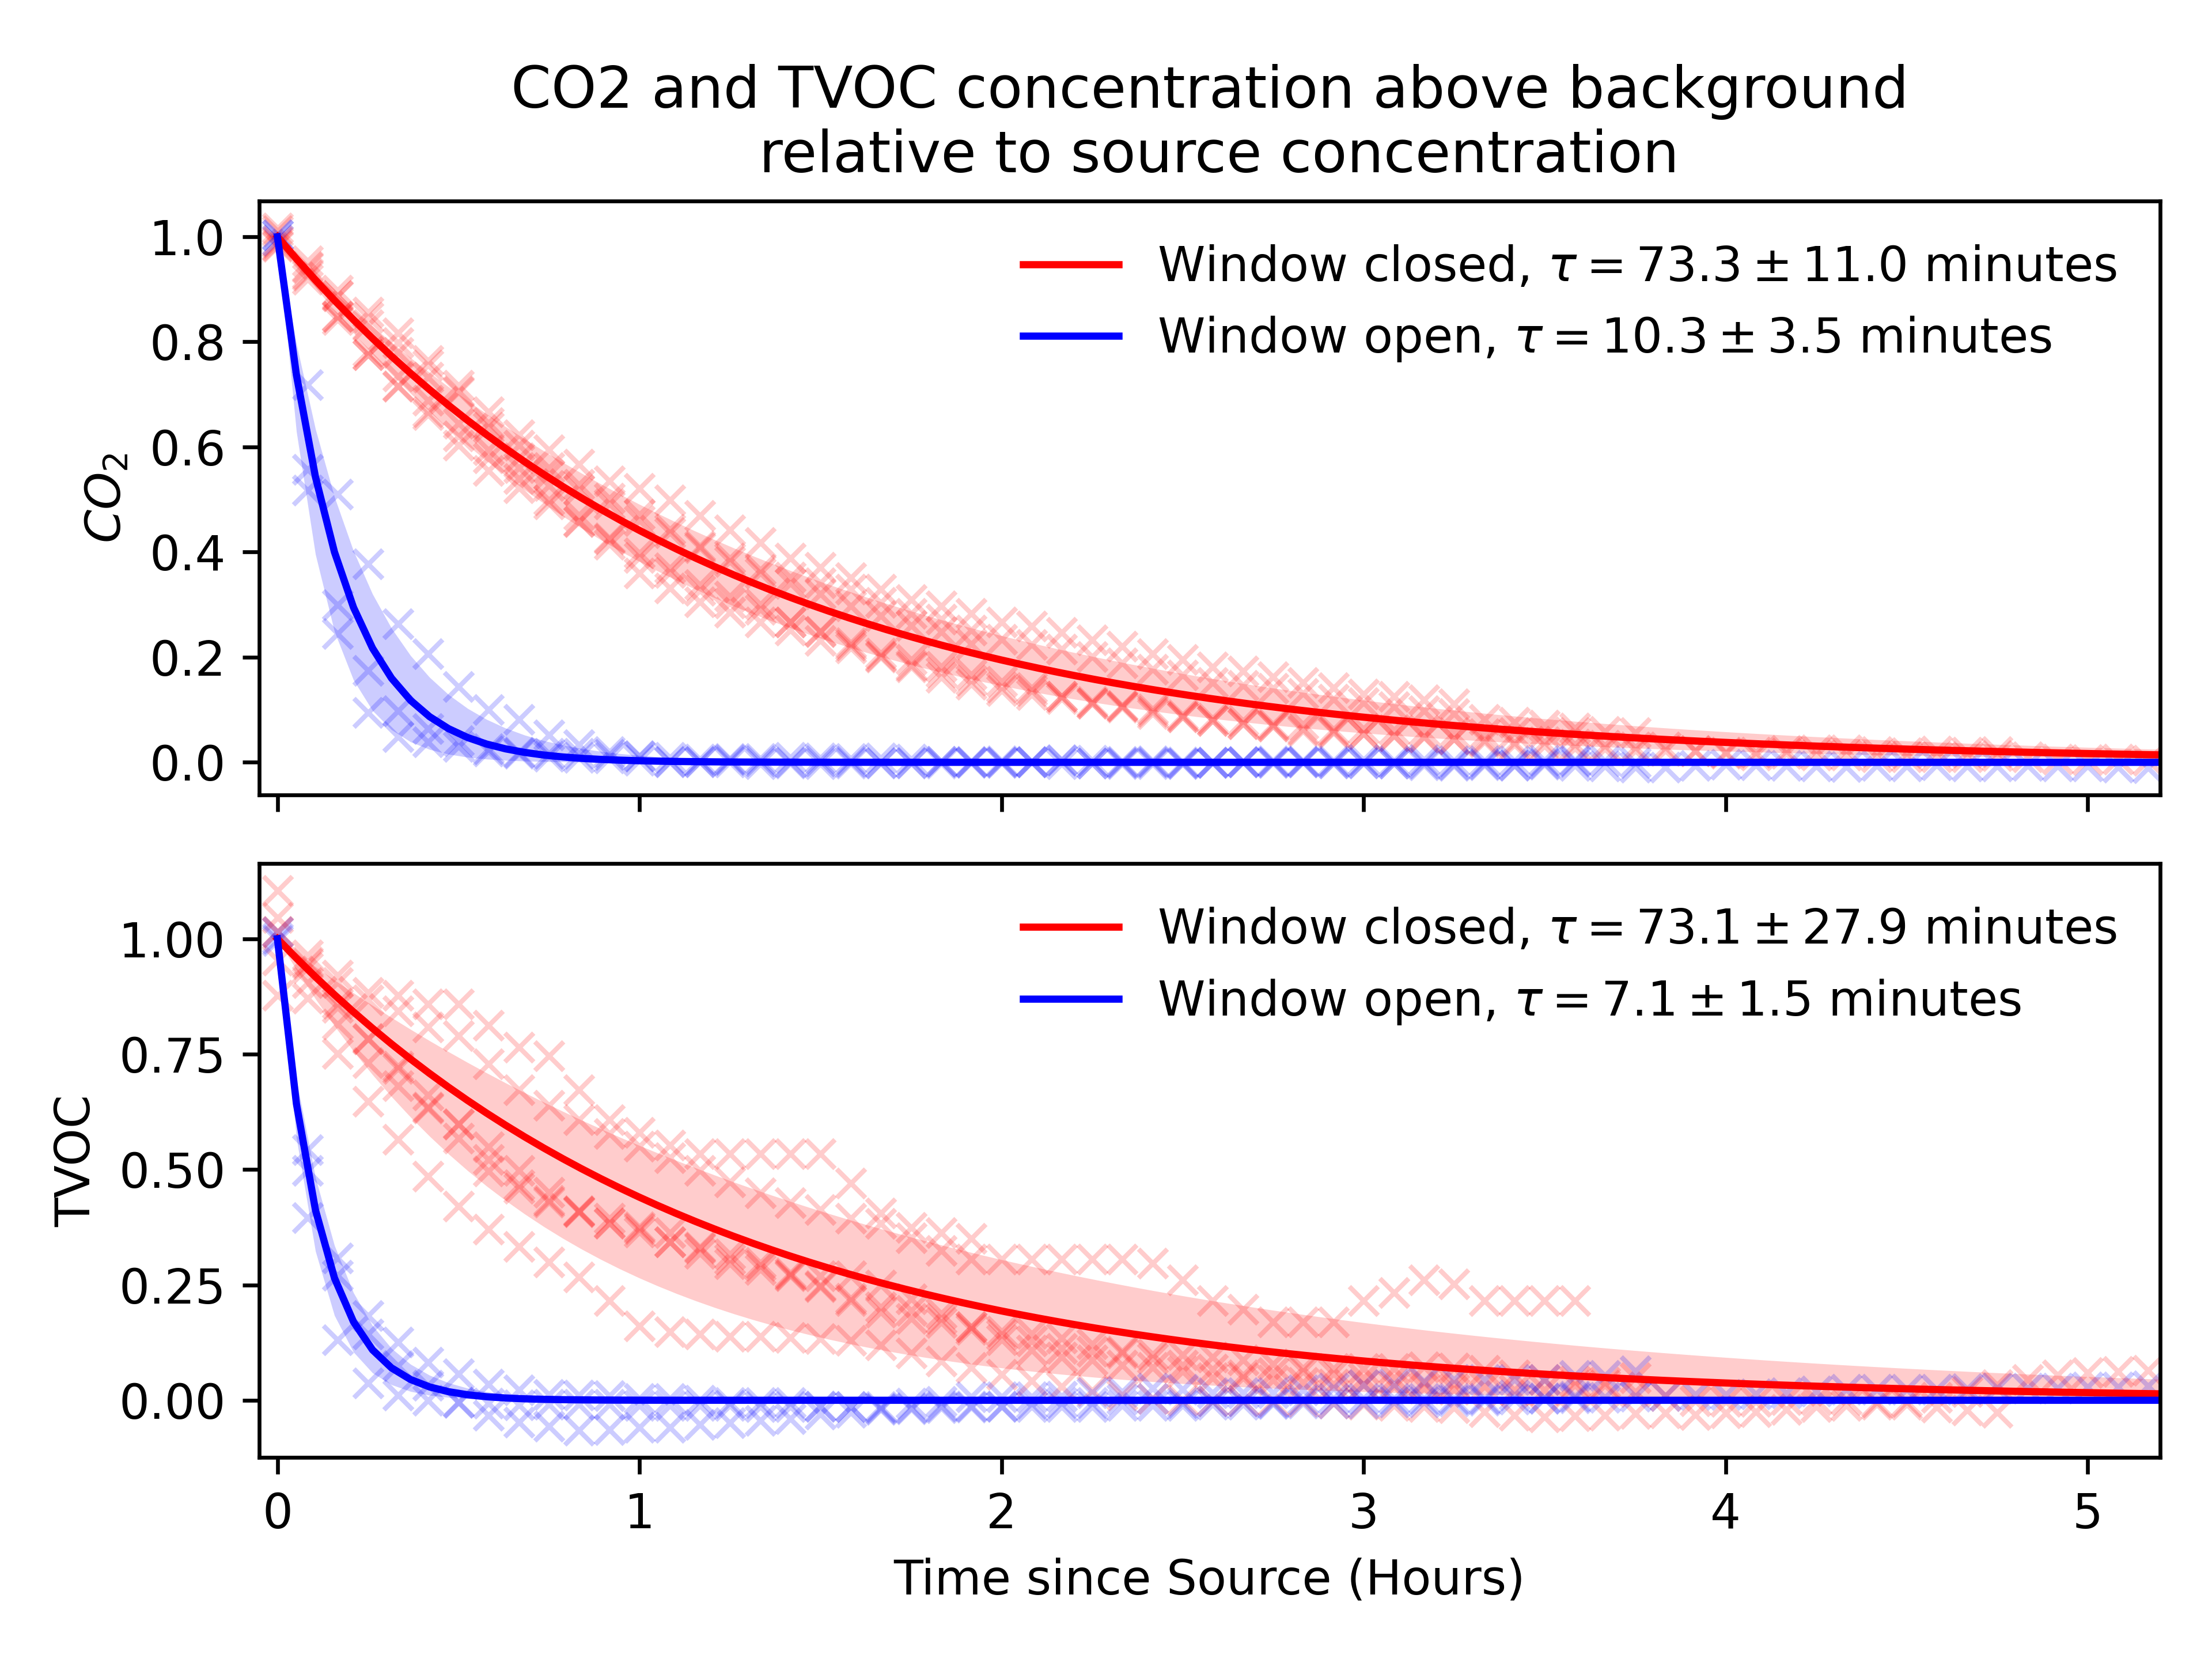 CO2 and TVOC concentration above background
relative to source concentration
1.0
0.8
0.6
0.4
0.2
0.0
CO₂
Window closed, τ = 73.3 ± 11.0 minutes
Window open, τ = 10.3 ± 3.5 minutes
1.00
0.75
0.50
0.25
0.00
TVOC
Window closed, τ = 73.1 ± 27.9 minutes
Window open, τ = 7.1 ± 1.5 minutes
0 1 2 3 4 5
Time since Source (Hours)